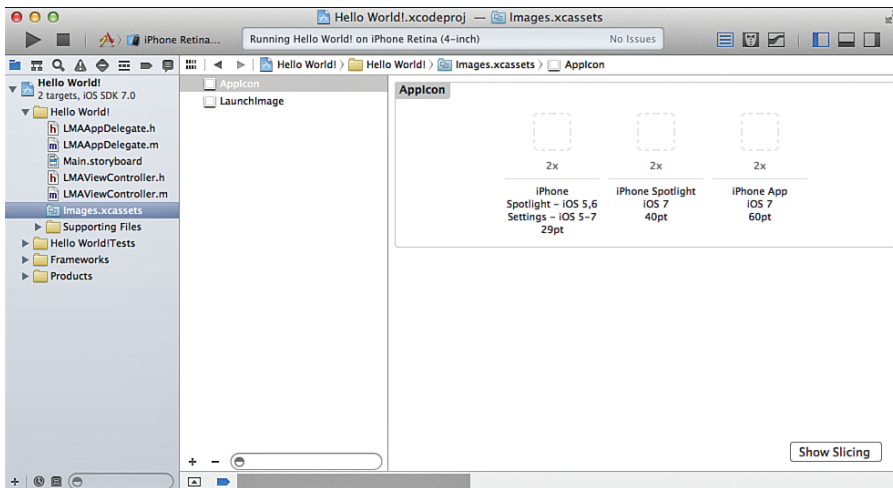 Hello World!.xcodeproj — Images.xcassets
iPhone Retina...
Running Hello World! on iPhone Retina (4-inch)
No Issues
Hello World! Hello World! Images.xcassets AppIcon
Hello World!
2 targets, iOS SDK 7.0
Hello World!
h LMAAppDelegate.h
m LMAAppDelegate.m
Main.storyboard
h LMAViewController.h
m LMAViewController.m
Images.xcassets
Supporting Files
Hello World!Tests
Frameworks
Products
AppIcon
LaunchImage
AppIcon
2x
iPhone
Spotlight – iOS 5,6
Settings – iOS 5–7
29pt
2x
iPhone Spotlight
iOS 7
40pt
2x
iPhone App
iOS 7
60pt
Show Slicing